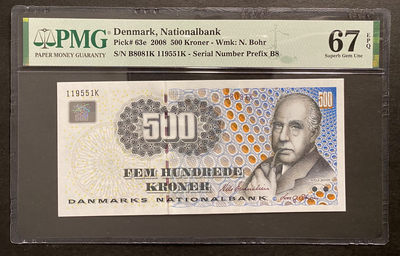 PMG
PAPER MONEY GUARANTY
Denmark, Nationalbank
Pick# 63e 2008 500 Kroner - Wmk: N. Bohr
S/N B8081K 119551K - Serial Number Prefix B8
67 EPQ
Superb Gem Unc
119551K
500
500
FEM HUNDREDE
KRONER
DANMARKS NATIONALBANK